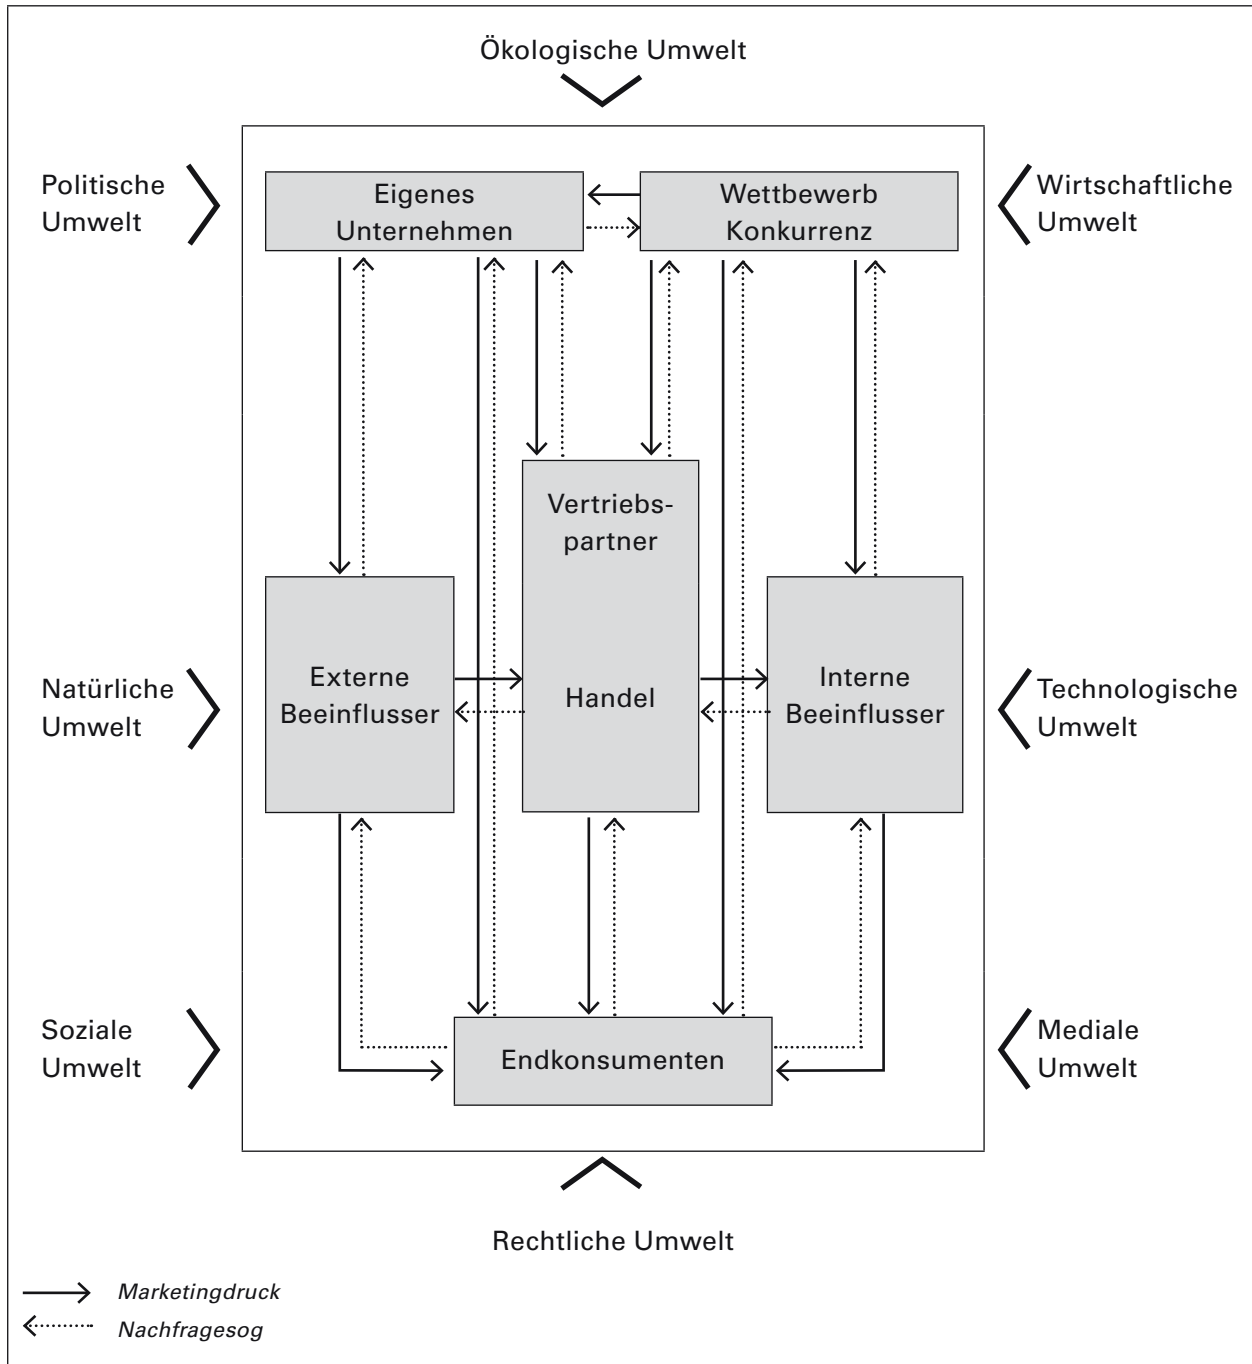 Ökologische Umwelt
Politische
Umwelt
Eigenes
Unternehmen
Wettbewerb
Konkurrenz
Wirtschaftliche
Umwelt
Vertriebs-
partner
Natürliche
Umwelt
Externe
Beeinflusser
Handel
Interne
Beeinflusser
Technologische
Umwelt
Soziale
Umwelt
Endkonsumenten
Mediale
Umwelt
Rechtliche Umwelt
Marketingdruck
Nachfragesog